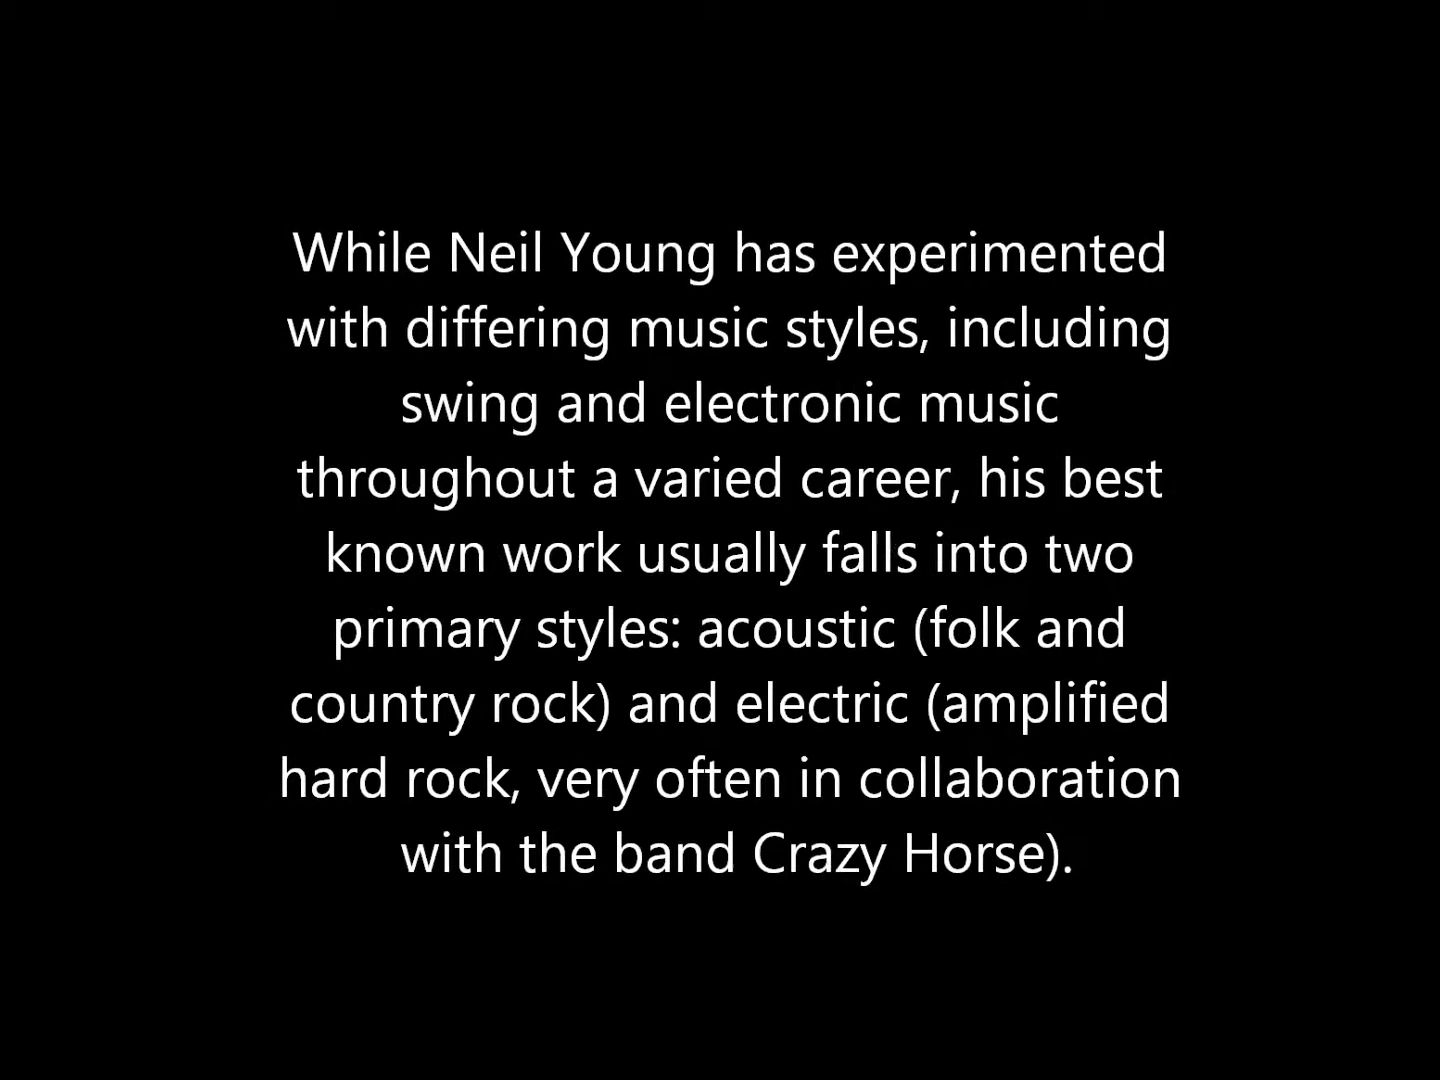 While Neil Young has experimented
with differing music styles, including
swing and electronic music
throughout a varied career, his best
known work usually falls into two
primary styles: acoustic (folk and
country rock) and electric (amplified
hard rock, very often in collaboration
with the band Crazy Horse).